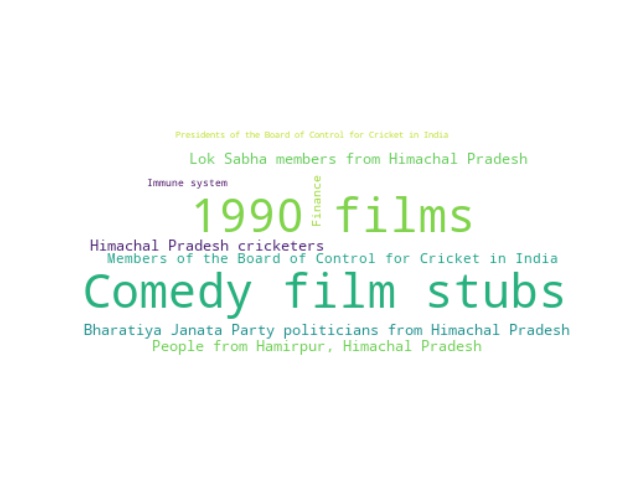 Presidents of the Board of Control for Cricket in India
Lok Sabha members from Himachal Pradesh
Immune system
Finance
1990 films
Himachal Pradesh cricketers
Members of the Board of Control for Cricket in India
Comedy film stubs
Bharatiya Janata Party politicians from Himachal Pradesh
People from Hamirpur, Himachal Pradesh